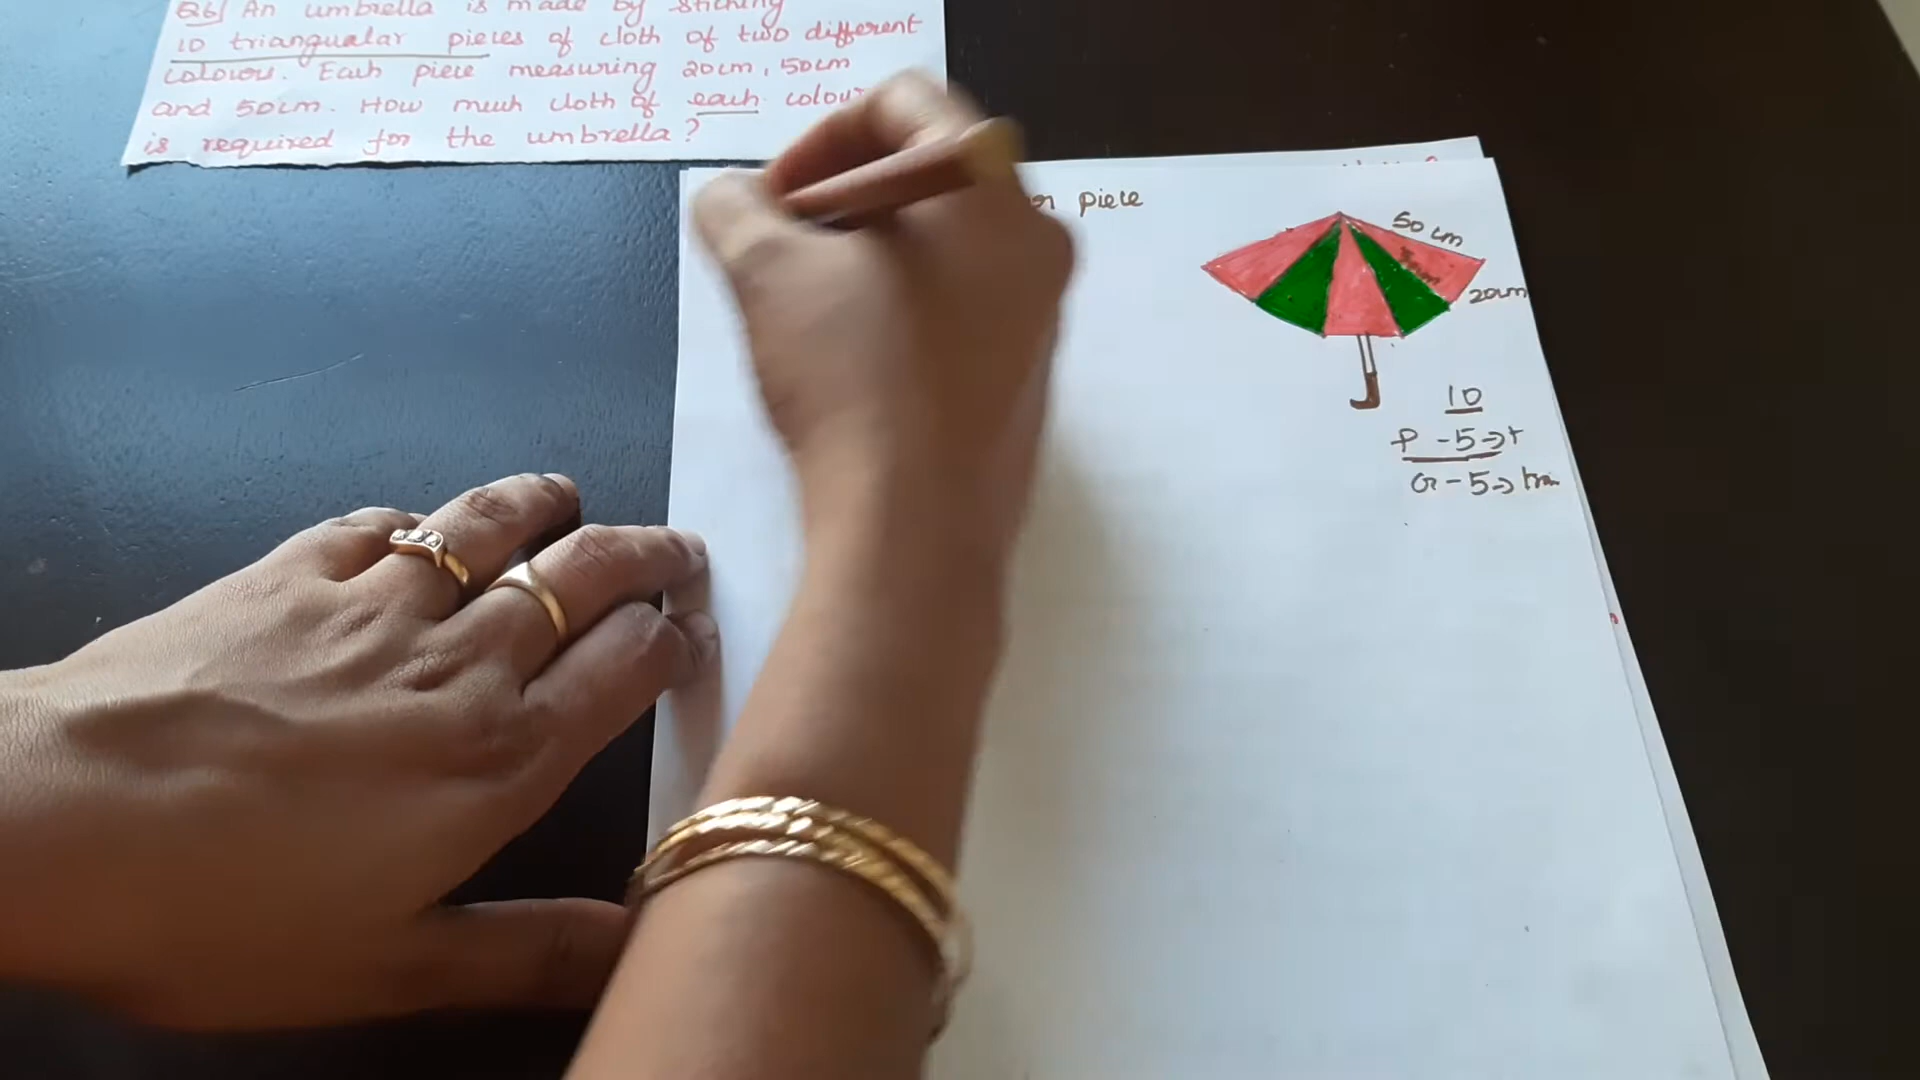 Q6) An umbrella is made by stiching
10 triangualar pieces of cloth of two different
colours. Each piece measuring 20cm, 50cm
and 50cm. How much cloth of each colour
is required for the umbrella?
piece
50 cm
20cm
10
P - 5 → t
G - 5 →